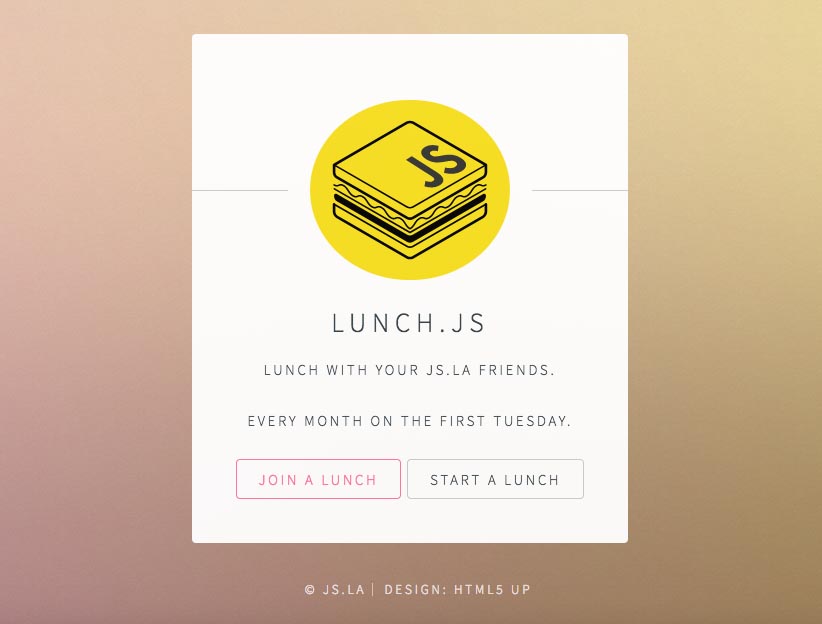 JS
LUNCH.JS
LUNCH WITH YOUR JS.LA FRIENDS.
EVERY MONTH ON THE FIRST TUESDAY.
JOIN A LUNCH
START A LUNCH
© JS.LA | DESIGN: HTML5 UP